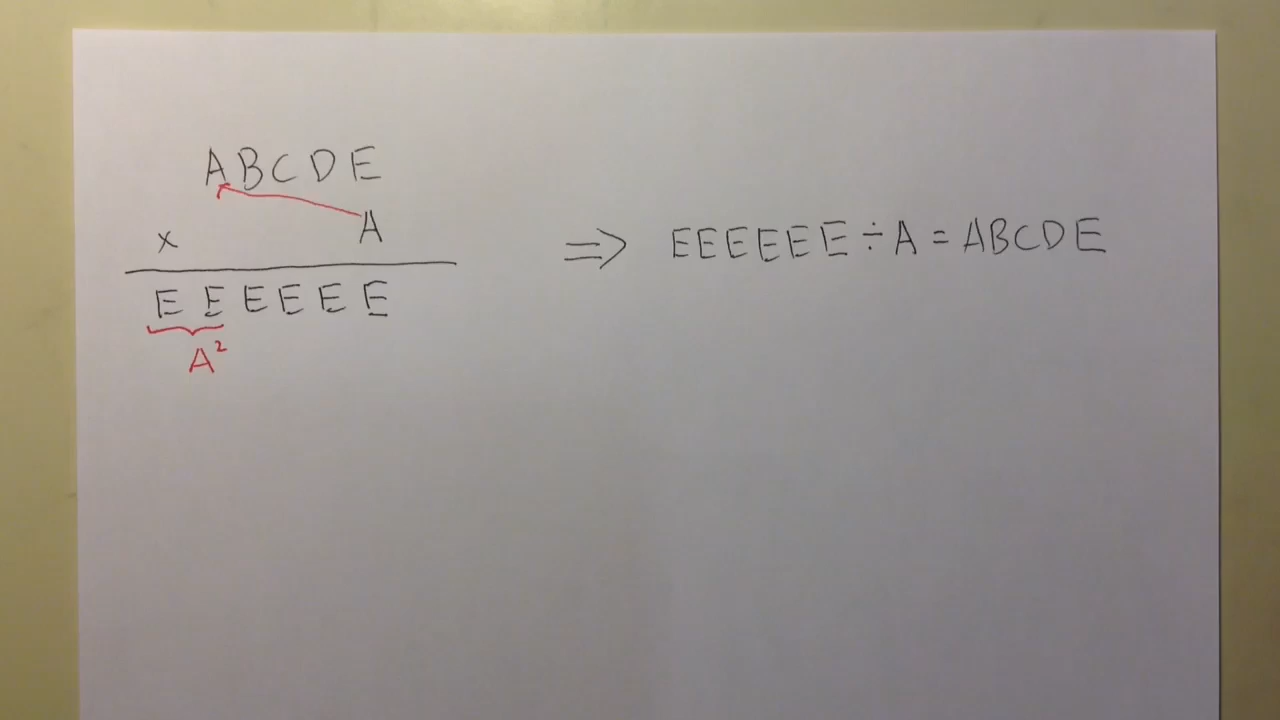 ABCDE
× A
EEEEEE
A²
⇒ EEEEEE ÷ A = ABCDE